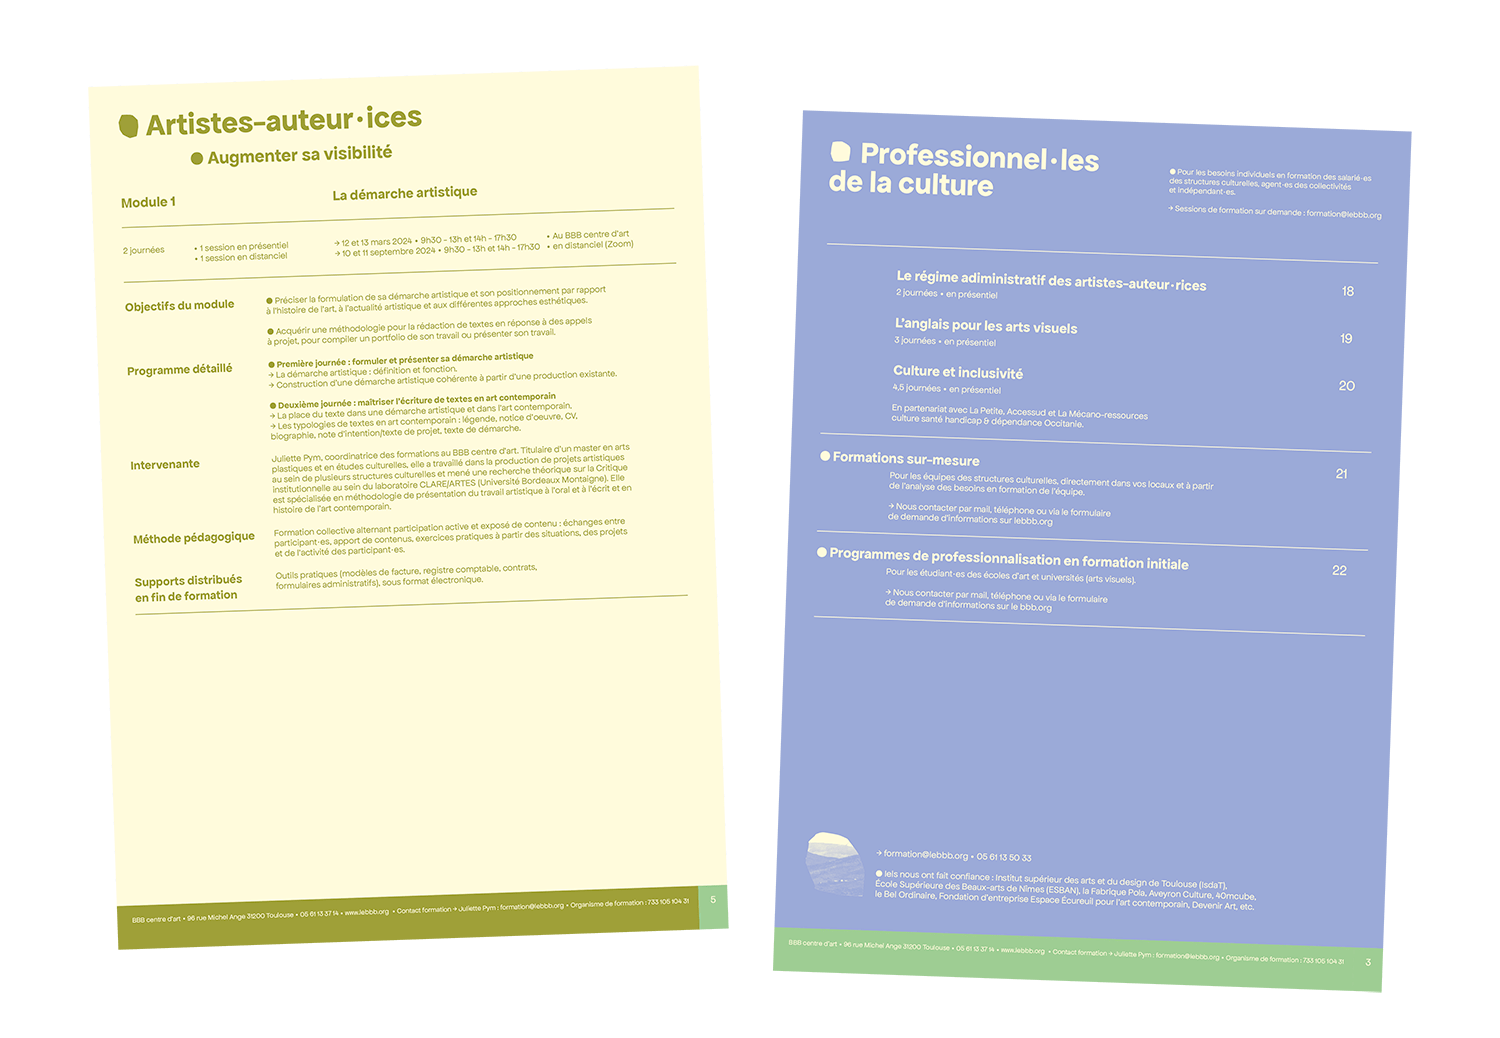 Artistes-auteur·ices
● Augmenter sa visibilité
Module 1
La démarche artistique
2 journées
• 1 session en présentiel
• 1 session en distanciel
→ 12 et 13 mars 2024 • 9h30 - 13h et 14h - 17h30
→ 10 et 11 septembre 2024 • 9h30 - 13h et 14h - 17h30
• Au BBB centre d'art
• en distanciel (Zoom)
Objectifs du module
● Préciser la formulation de sa démarche artistique et son positionnement par rapport
à l'histoire de l'art, à l'actualité artistique et aux différentes approches esthétiques.
● Acquérir une méthodologie pour la rédaction de textes en réponse à des appels
à projet, pour compiler un portfolio de son travail ou présenter son travail.
Programme détaillé
● Première journée : formuler et présenter sa démarche artistique
→ La démarche artistique : définition et fonction.
→ Construction d'une démarche artistique cohérente à partir d'une production existante.
● Deuxième journée : maîtriser l'écriture de textes en art contemporain
→ La place du texte dans une démarche artistique et dans l'art contemporain.
→ Les typologies de textes en art contemporain : légende, notice d'oeuvre, CV,
biographie, note d'intention/texte de projet, texte de démarche.
Intervenante
Juliette Pym, coordinatrice des formations au BBB centre d'art. Titulaire d'un master en arts
plastiques et en études culturelles, elle a travaillé dans la production de projets artistiques
au sein de plusieurs structures culturelles et mené une recherche théorique sur la Critique
institutionnelle au sein du laboratoire CLARE/ARTES (Université Bordeaux Montaigne). Elle
est spécialisée en méthodologie de présentation du travail artistique à l'oral et à l'écrit et en
histoire de l'art contemporain.
Méthode pédagogique
Formation collective alternant participation active et exposé de contenu : échanges entre
participant·es, apport de contenus, exercices pratiques à partir des situations, des projets
et de l'activité des participant·es.
Supports distribués
en fin de formation
Outils pratiques (modèles de facture, registre comptable, contrats,
formulaires administratifs), sous format électronique.
BBB centre d'art • 96 rue Michel Ange 31200 Toulouse • 05 61 13 37 14 • www.lebbb.org • Contact formation → Juliette Pym : formation@lebbb.org • Organisme de formation : 733 105 104 31
5
Professionnel·les
de la culture
● Pour les besoins individuels en formation des salarié·es
des structures culturelles, agent·es des collectivités
et indépendant·es.
→ Sessions de formation sur demande : formation@lebbb.org
Le régime adiministratif des artistes-auteur·rices
18
2 journées • en présentiel
L'anglais pour les arts visuels
19
3 journées • en présentiel
Culture et inclusivité
20
4,5 journées • en présentiel
En partenariat avec La Petite, Accessud et La Mécano-ressources
culture santé handicap & dépendance Occitanie.
● Formations sur-mesure
21
Pour les équipes des structures culturelles, directement dans vos locaux et à partir
de l'analyse des besoins en formation de l'équipe.
→ Nous contacter par mail, téléphone ou via le formulaire
de demande d'informations sur lebbb.org
● Programmes de professionnalisation en formation initiale
22
Pour les étudiant·es des écoles d'art et universités (arts visuels).
→ Nous contacter par mail, téléphone ou via le formulaire
de demande d'informations sur le bbb.org
→ formation@lebbb.org • 05 61 13 50 33
● Iels nous ont fait confiance : Institut supérieur des arts et du design de Toulouse (IsdaT),
École Supérieure des Beaux-arts de Nîmes (ESBAN), la Fabrique Pola, Aveyron Culture, 40mcube,
le Bel Ordinaire, Fondation d'entreprise Espace Écureuil pour l'art contemporain, Devenir Art, etc.
BBB centre d'art • 96 rue Michel Ange 31200 Toulouse • 05 61 13 37 14 • www.lebbb.org • Contact formation → Juliette Pym : formation@lebbb.org • Organisme de formation : 733 105 104 31
3